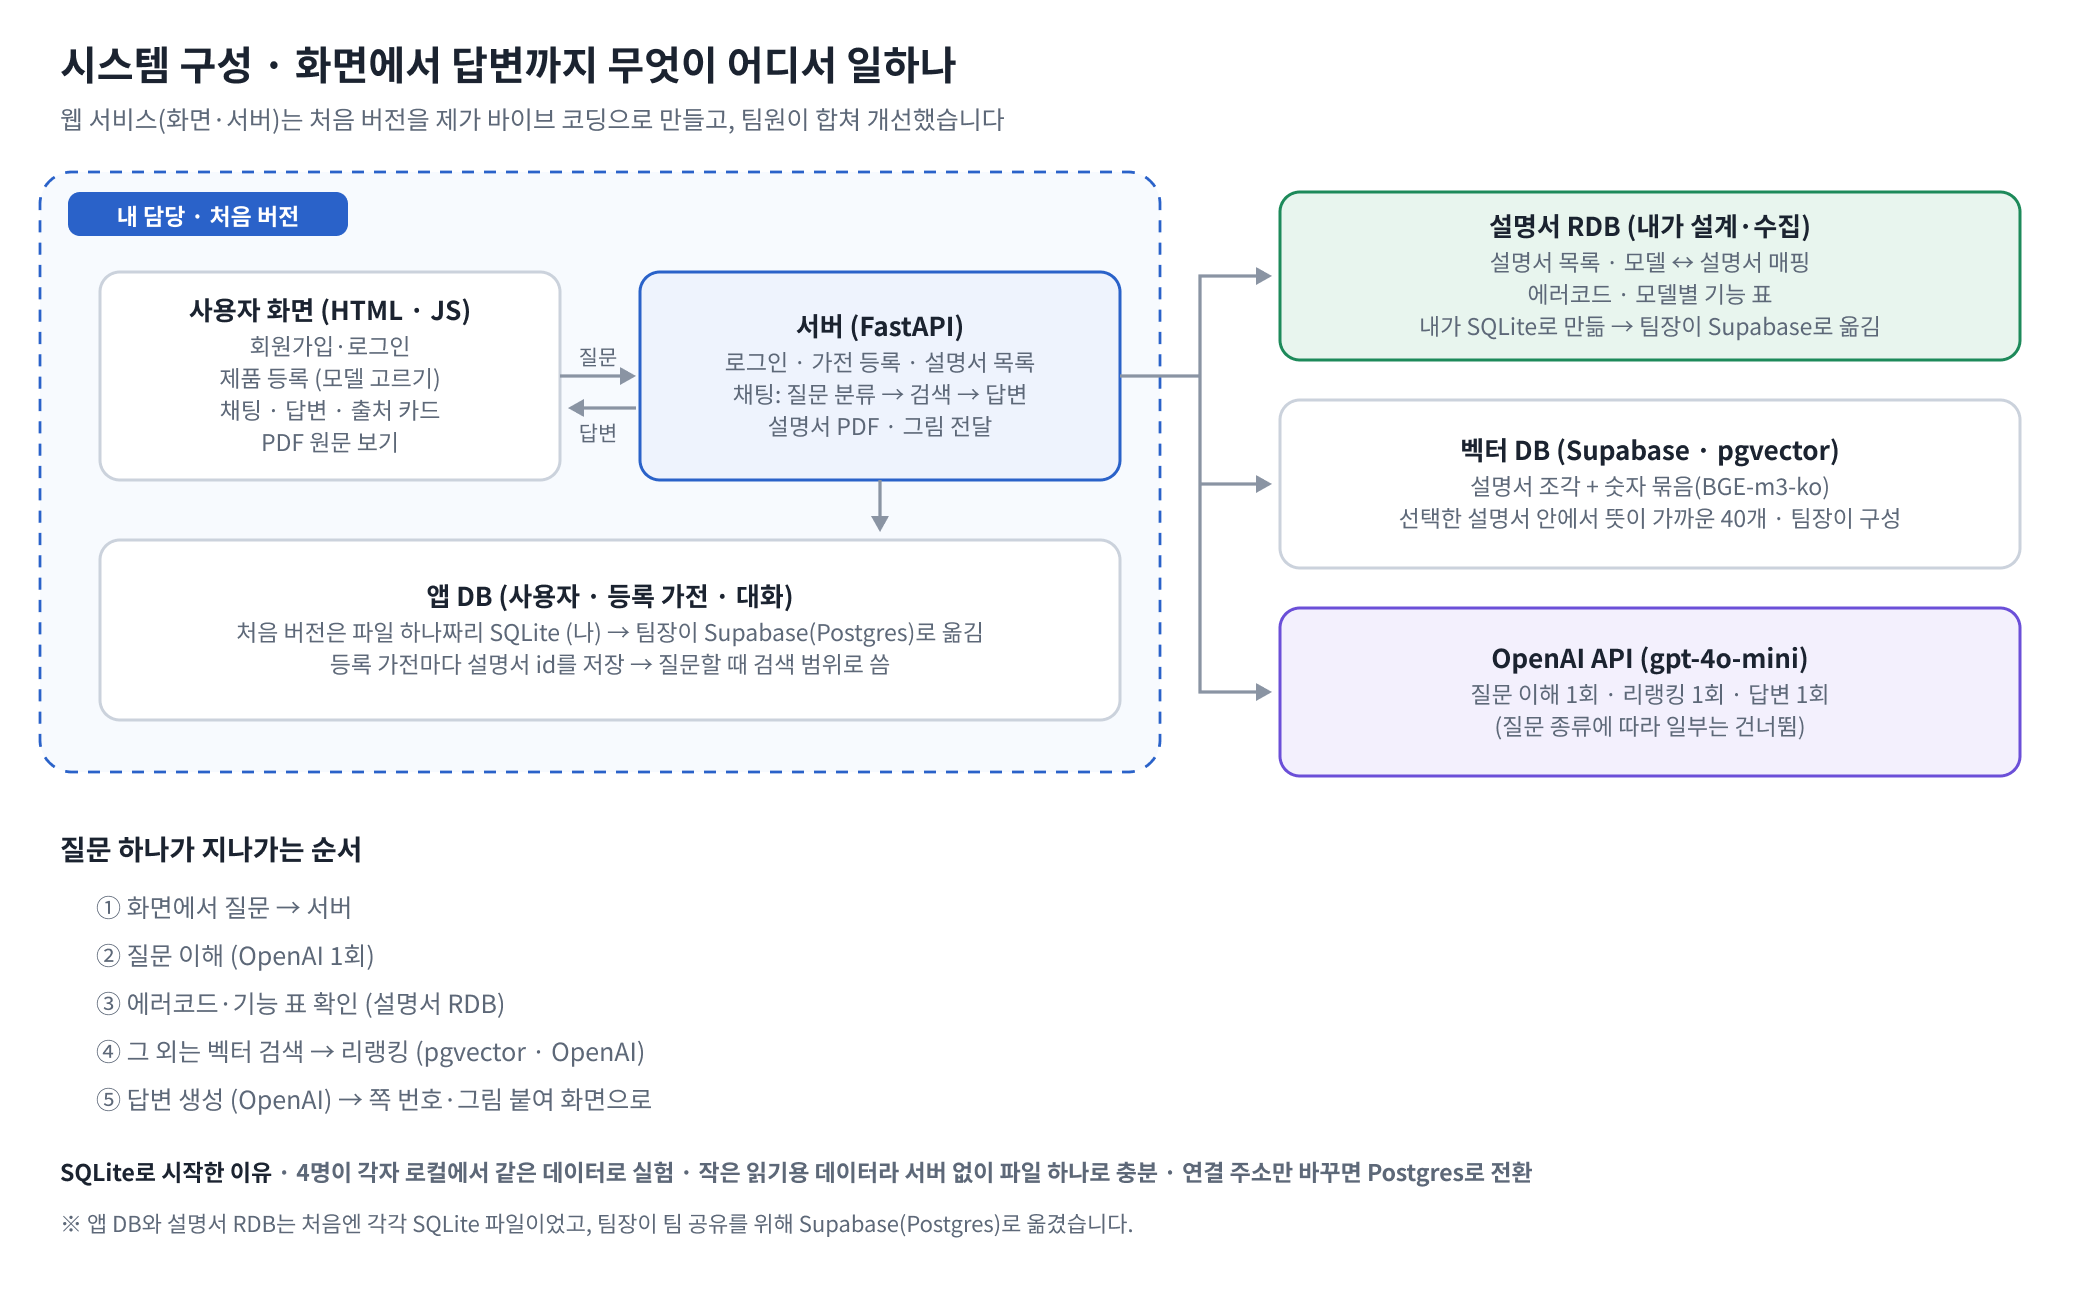 시스템 구성 · 화면에서 답변까지 무엇이 어디서 일하나
웹 서비스(화면·서버)는 처음 버전을 제가 바이브 코딩으로 만들고, 팀원이 합쳐 개선했습니다
내 담당 · 처음 버전
사용자 화면 (HTML · JS)
회원가입·로그인
제품 등록 (모델 고르기)
채팅 · 답변 · 출처 카드
PDF 원문 보기
질문
답변
서버 (FastAPI)
로그인 · 가전 등록 · 설명서 목록
채팅: 질문 분류 → 검색 → 답변
설명서 PDF · 그림 전달
앱 DB (사용자 · 등록 가전 · 대화)
처음 버전은 파일 하나짜리 SQLite (나) → 팀장이 Supabase(Postgres)로 옮김
등록 가전마다 설명서 id를 저장 → 질문할 때 검색 범위로 씀
설명서 RDB (내가 설계·수집)
설명서 목록 · 모델 ↔ 설명서 매핑
에러코드 · 모델별 기능 표
내가 SQLite로 만듦 → 팀장이 Supabase로 옮김
벡터 DB (Supabase · pgvector)
설명서 조각 + 숫자 묶음(BGE-m3-ko)
선택한 설명서 안에서 뜻이 가까운 40개 · 팀장이 구성
OpenAI API (gpt-4o-mini)
질문 이해 1회 · 리랭킹 1회 · 답변 1회
(질문 종류에 따라 일부는 건너뜀)
질문 하나가 지나가는 순서
① 화면에서 질문 → 서버
② 질문 이해 (OpenAI 1회)
③ 에러코드·기능 표 확인 (설명서 RDB)
④ 그 외는 벡터 검색 → 리랭킹 (pgvector · OpenAI)
⑤ 답변 생성 (OpenAI) → 쪽 번호·그림 붙여 화면으로
SQLite로 시작한 이유 · 4명이 각자 로컬에서 같은 데이터로 실험 · 작은 읽기용 데이터라 서버 없이 파일 하나로 충분 · 연결 주소만 바꾸면 Postgres로 전환
※ 앱 DB와 설명서 RDB는 처음엔 각각 SQLite 파일이었고, 팀장이 팀 공유를 위해 Supabase(Postgres)로 옮겼습니다.